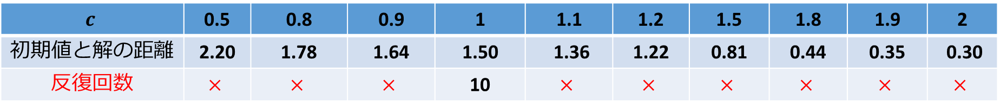 c 0.5 0.8 0.9 1 1.1 1.2 1.5 1.8 1.9 2
初期値と解の距離 2.20 1.78 1.64 1.50 1.36 1.22 0.81 0.44 0.35 0.30
反復回数 × × × 10 × × × × × ×